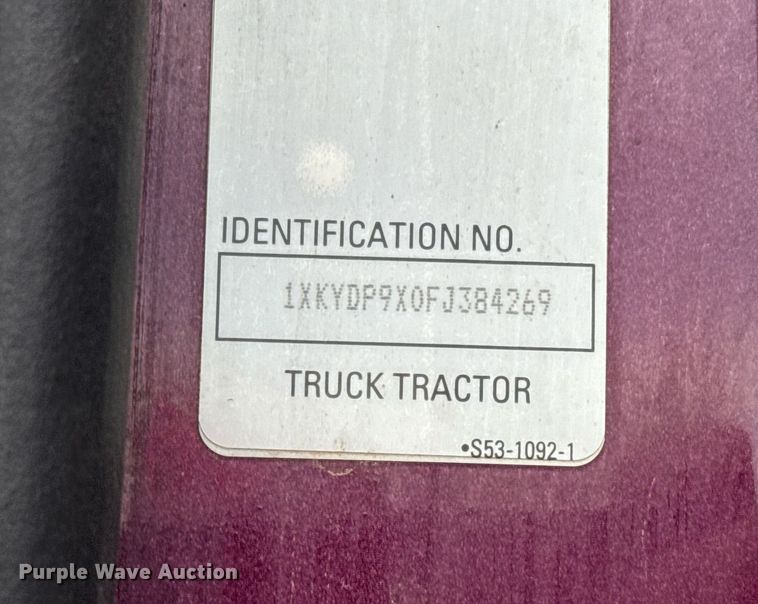 IDENTIFICATION NO.
1XKYDP9X0FJ384269
TRUCK TRACTOR
•S53-1092-1
Purple Wave Auction